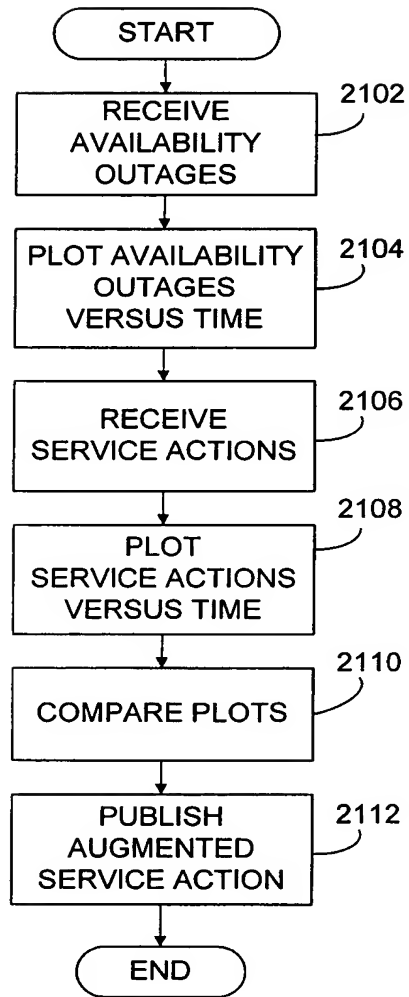 START
2102
RECEIVE
AVAILABILITY
OUTAGES
2104
PLOT AVAILABILITY
OUTAGES
VERSUS TIME
2106
RECEIVE
SERVICE ACTIONS
2108
PLOT
SERVICE ACTIONS
VERSUS TIME
2110
COMPARE PLOTS
2112
PUBLISH
AUGMENTED
SERVICE ACTION
END